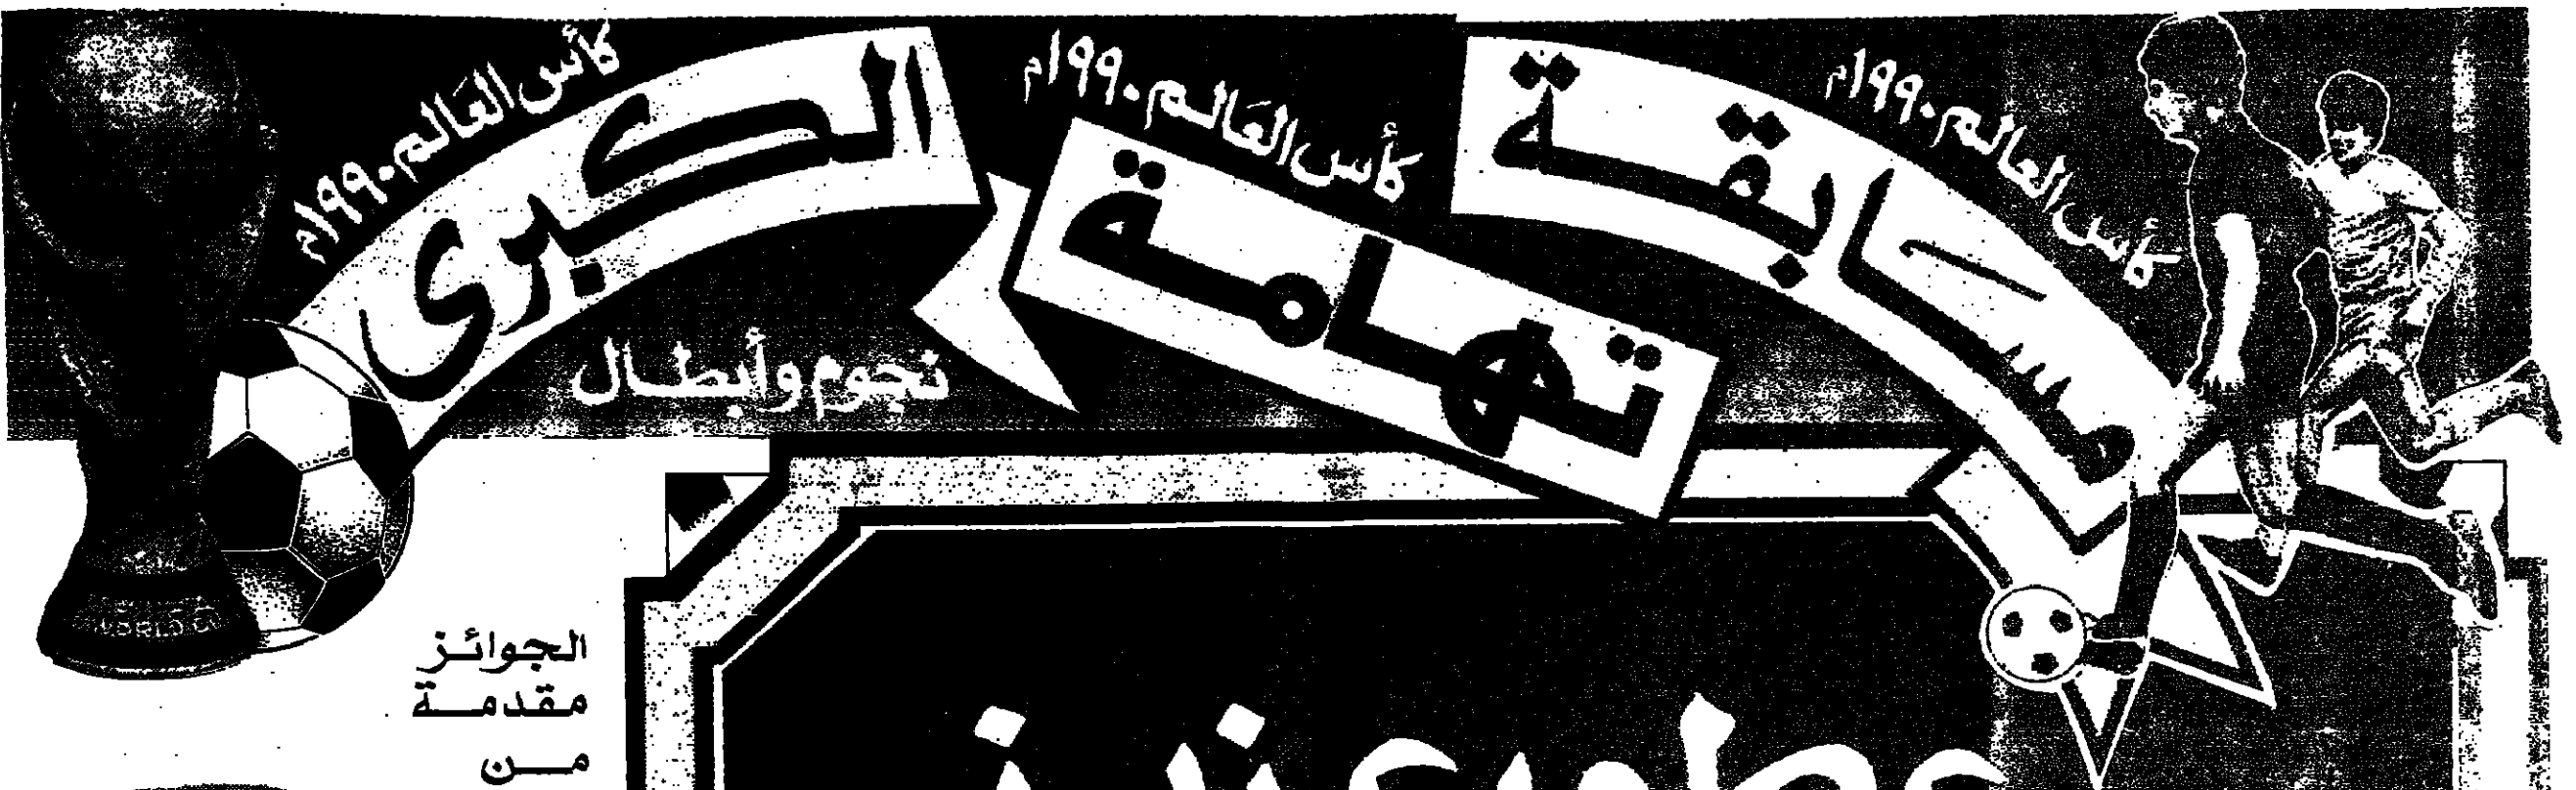 كأس العالم ١٩٩٠م
كأس العالم ١٩٩٠م
كأس العالم ١٩٩٠م
مسابقة
تهامة
الكبرى
نجوم وأبطال
الجوائز
مقدمة
من